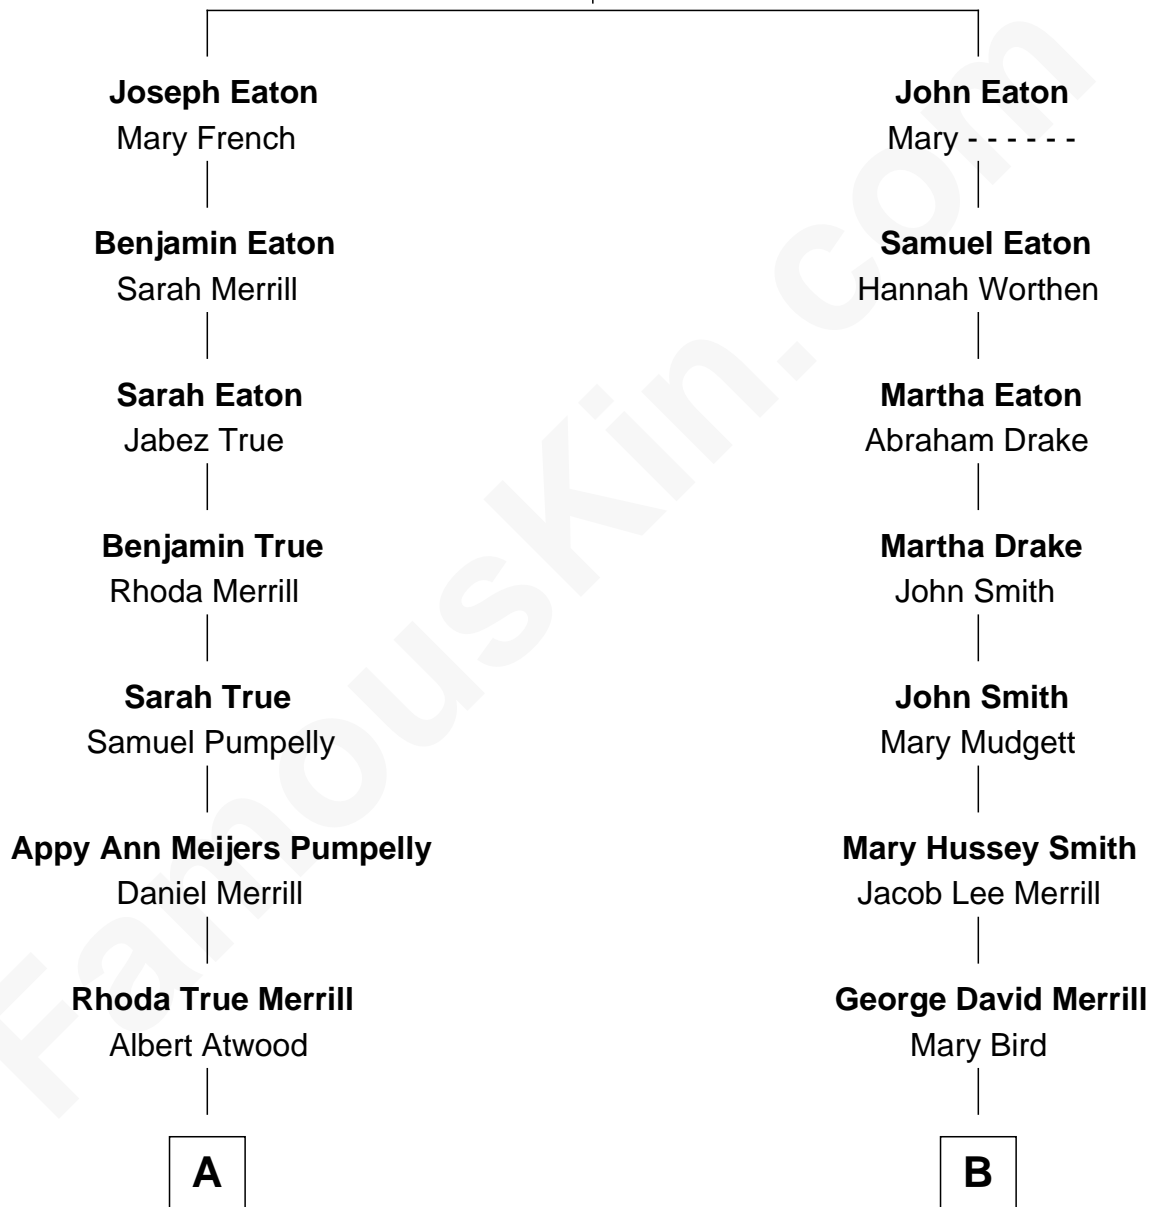 Joseph Eaton
Mary French
John Eaton
Mary - - - - - -
Benjamin Eaton
Sarah Merrill
Samuel Eaton
Hannah Worthen
Sarah Eaton
Jabez True
Martha Eaton
Abraham Drake
Benjamin True
Rhoda Merrill
Martha Drake
John Smith
Sarah True
Samuel Pumpelly
John Smith
Mary Mudgett
Appy Ann Meijers Pumpelly
Daniel Merrill
Mary Hussey Smith
Jacob Lee Merrill
Rhoda True Merrill
Albert Atwood
George David Merrill
Mary Bird
A
B
FamousKin.com